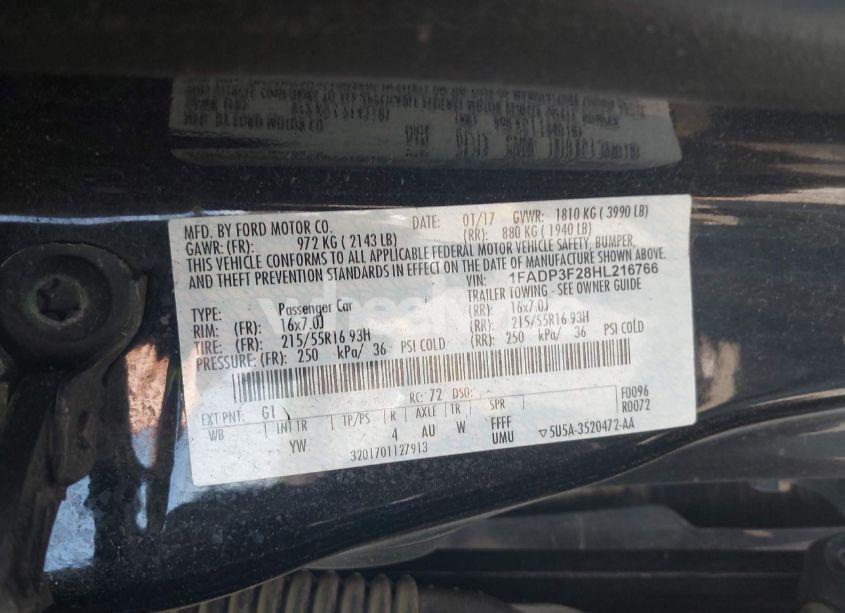 MFD. BY FORD MOTOR CO. DATE: 01/17 GVWR: 1810 KG ( 3990 LB)
GAWR: (FR): 972 KG ( 2143 LB) (RR): 880 KG ( 1940 LB)
THIS VEHICLE CONFORMS TO ALL APPLICABLE FEDERAL MOTOR VEHICLE SAFETY, BUMPER,
AND THEFT PREVENTION STANDARDS IN EFFECT ON THE DATE OF MANUFACTURE SHOWN ABOVE.
VIN: 1FADP3F28HL216766
TYPE: Passenger Car TRAILER TOWING - SEE OWNER GUIDE
RIM: (FR): 16x7.0J (RR): 16x7.0J
TIRE: (FR): 215/55R16 93H (RR): 215/55R16 93H
PRESSURE: (FR): 250 kPa/ 36 PSI COLD (RR): 250 kPa/ 36 PSI COLD
RC: 72 DSO: F0096
EXT PNT: G1 R0072
WB INT TR TP/PS R AXLE TR SPR
YW 4 AU W FFFF
UMU
3201701127913 ▽5U5A-3520472-AA